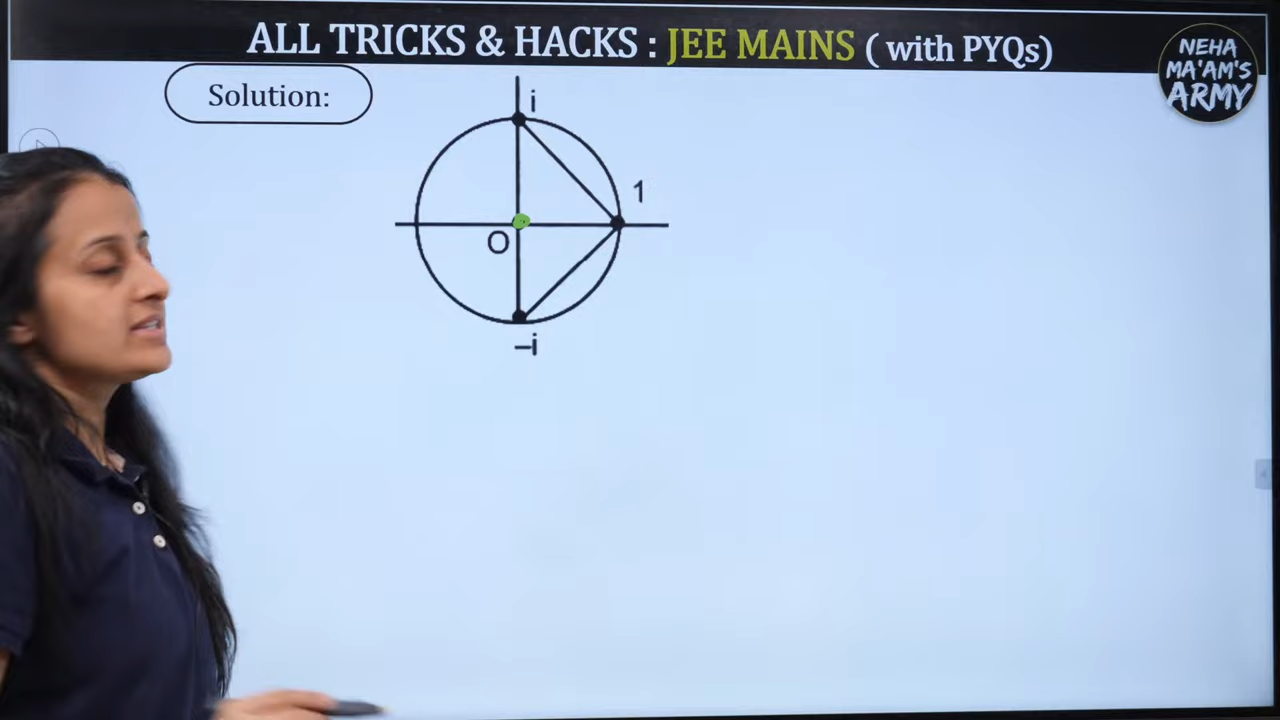 ALL TRICKS & HACKS : JEE MAINS ( with PYQs)
NEHA
MA'AM'S
ARMY
Solution:
i
1
O
–i